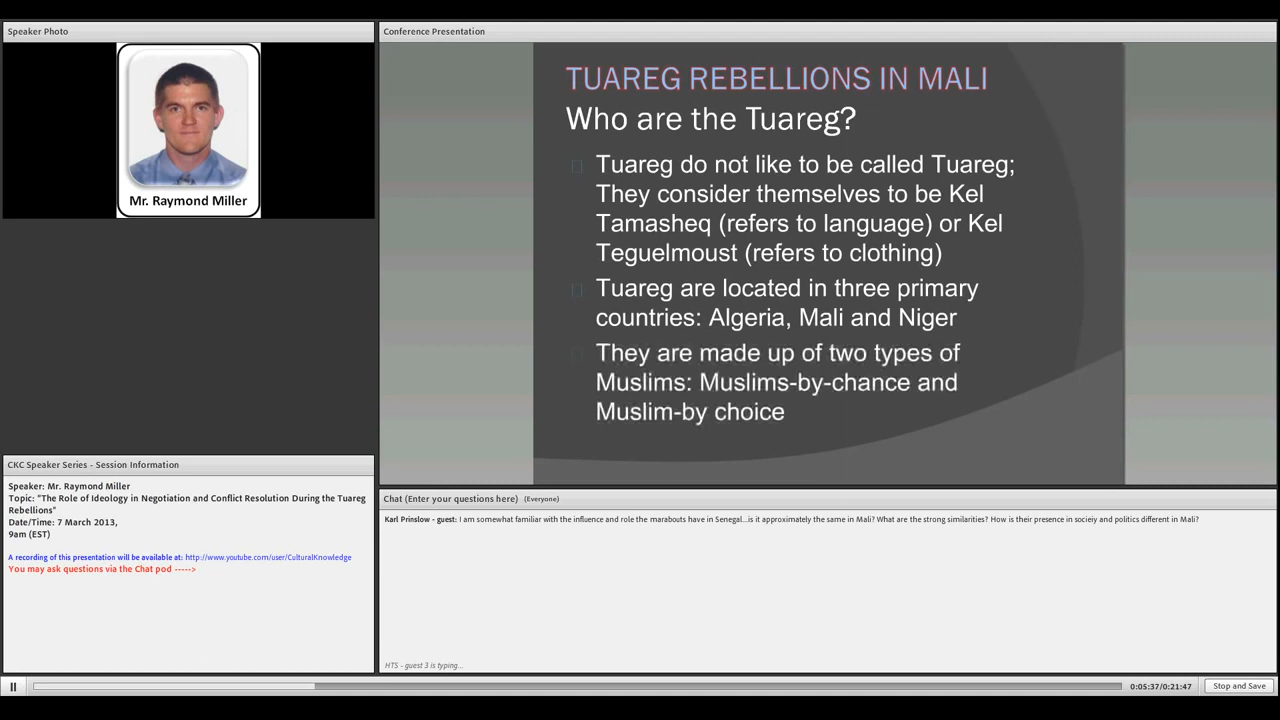 Speaker Photo
Mr. Raymond Miller
Conference Presentation
TUAREG REBELLIONS IN MALI
Who are the Tuareg?
Tuareg do not like to be called Tuareg;
They consider themselves to be Kel
Tamasheq (refers to language) or Kel
Teguelmoust (refers to clothing)
Tuareg are located in three primary
countries: Algeria, Mali and Niger
They are made up of two types of
Muslims: Muslims-by-chance and
Muslim-by choice
CKC Speaker Series - Session Information
Speaker: Mr. Raymond Miller
Topic: "The Role of Ideology in Negotiation and Conflict Resolution During the Tuareg
Rebellions"
Date/Time: 7 March 2013,
9am (EST)
A recording of this presentation will be available at: http://www.youtube.com/user/CulturalKnowledge
You may ask questions via the Chat pod ----->
Chat (Enter your questions here) (Everyone)
Karl Prinslow - guest: I am somewhat familiar with the influence and role the marabouts have in Senegal...is it approximately the same in Mali? What are the strong similarities? How is their presence in socieiy and politics different in Mali?
HTS - guest 3 is typing...
0:05:37/0:21:47
Stop and Save